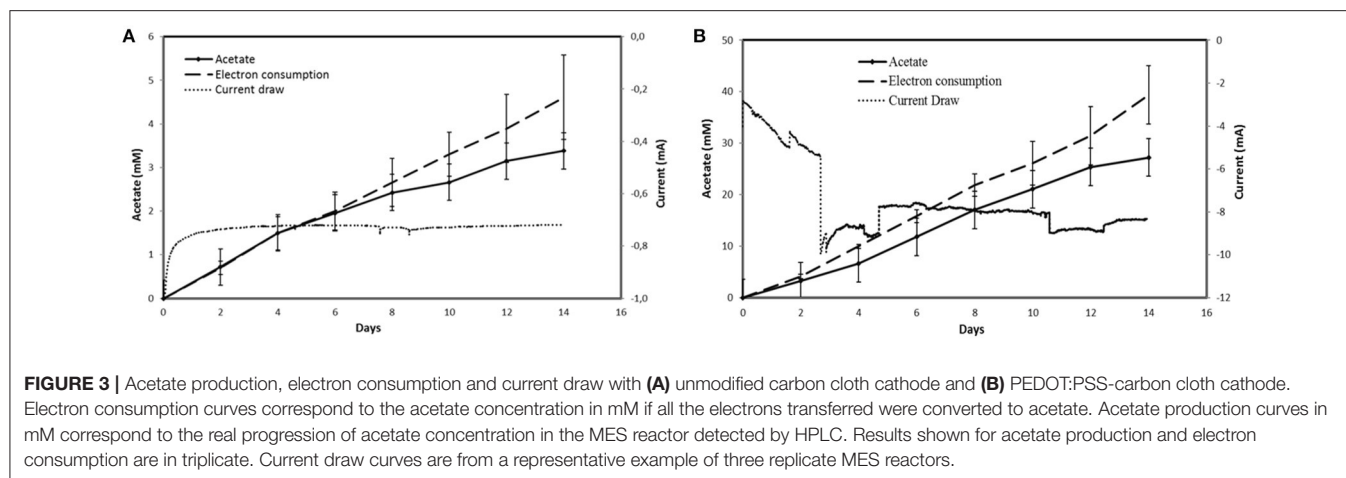 A
6
5
4
3
2
1
0
Acetate (mM)
Acetate
Electron consumption
Current draw
0,0
-0,2
-0,4
-0,6
-0,8
-1,0
Current (mA)
0 2 4 6 8 10 12 14 16
Days
B
50
40
30
20
10
0
Acetate (mM)
Acetate
Electron consumption
Current Draw
0
-2
-4
-6
-8
-10
-12
Current (mA)
0 2 4 6 8 10 12 14 16
Days
FIGURE 3 | Acetate production, electron consumption and current draw with (A) unmodified carbon cloth cathode and (B) PEDOT:PSS-carbon cloth cathode.
Electron consumption curves correspond to the acetate concentration in mM if all the electrons transferred were converted to acetate. Acetate production curves in
mM correspond to the real progression of acetate concentration in the MES reactor detected by HPLC. Results shown for acetate production and electron
consumption are in triplicate. Current draw curves are from a representative example of three replicate MES reactors.